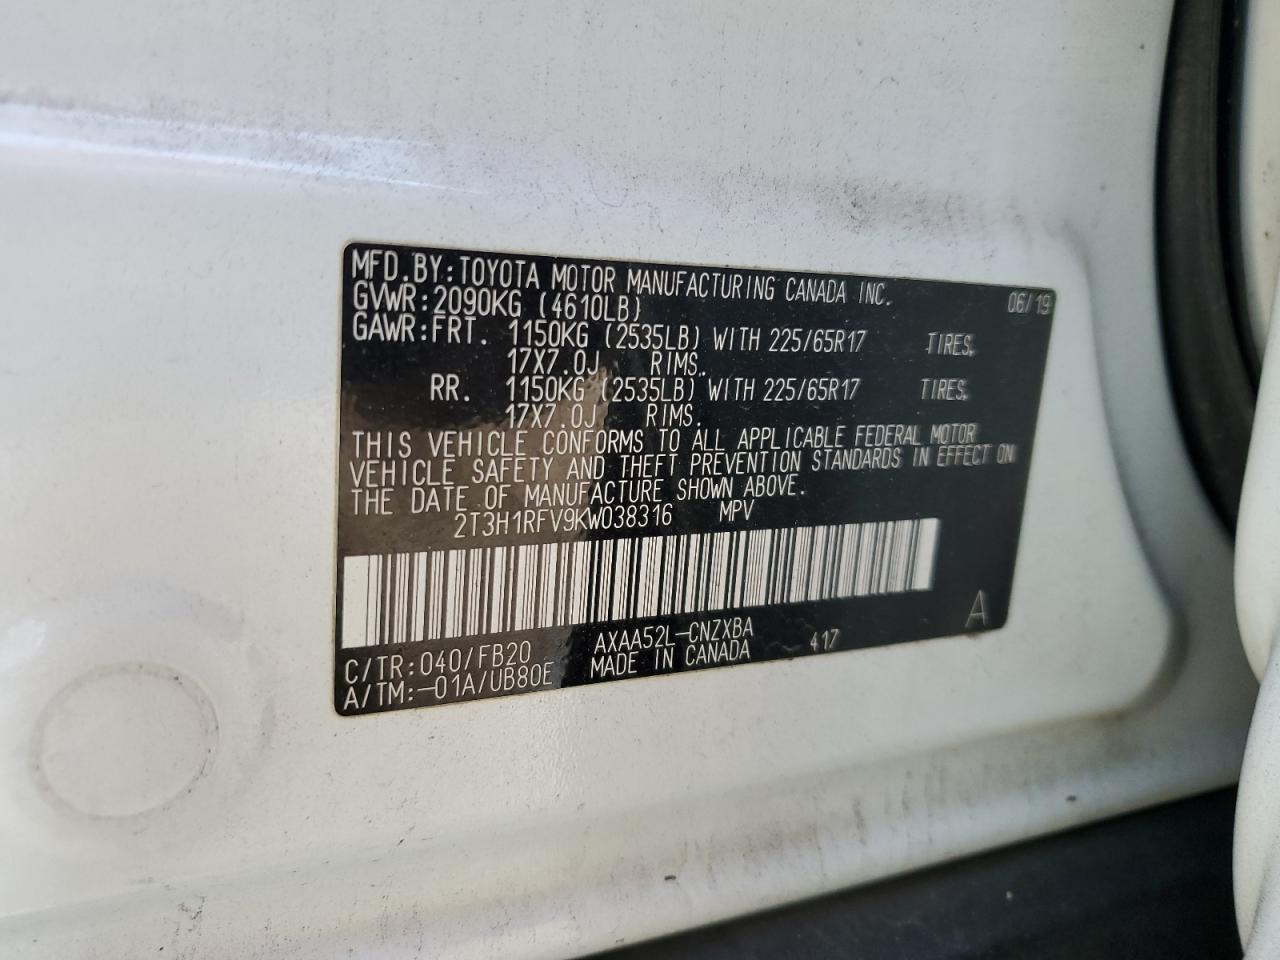 MFD.BY:TOYOTA MOTOR MANUFACTURING CANADA INC. 06/19
GVWR:2090KG (4610LB)
GAWR:FRT. 1150KG (2535LB) WITH 225/65R17 TIRES,
17X7.0J RIMS,.
RR. 1150KG (2535LB) WITH 225/65R17 TIRES,
17X7.0J RIMS.
THIS VEHICLE CONFORMS TO ALL APPLICABLE FEDERAL MOTOR
VEHICLE SAFETY AND THEFT PREVENTION STANDARDS IN EFFECT ON
THE DATE OF MANUFACTURE SHOWN ABOVE.
2T3H1RFV9KW038316 MPV
A
C/TR:040/FB20 AXAA52L-CNZXBA 417
A/TM:-01A/UB80E MADE IN CANADA